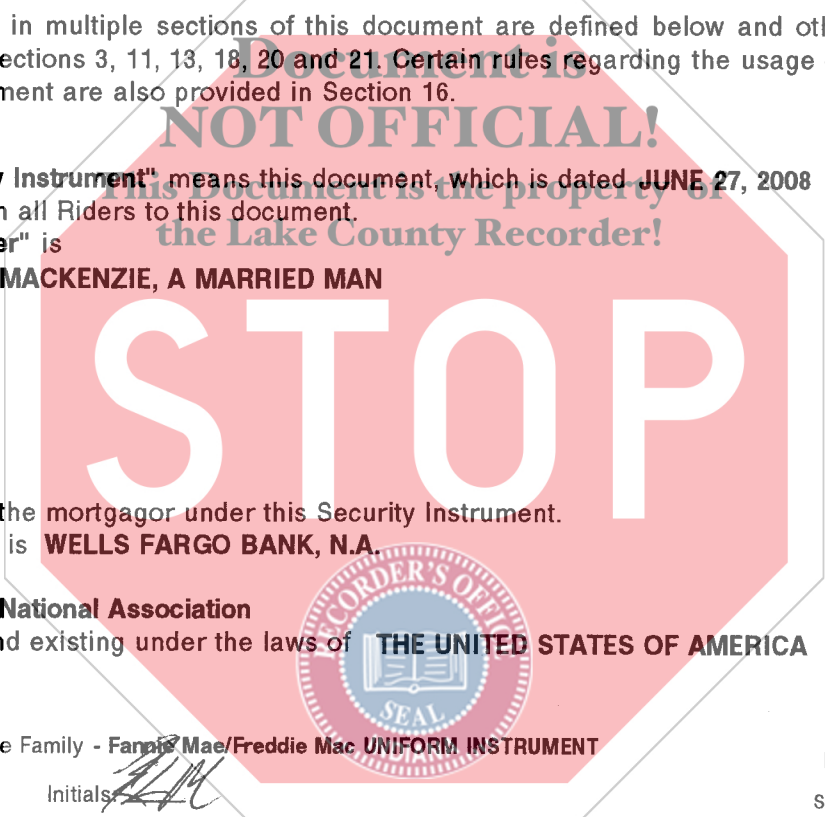 in multiple sections of this document are defined below and oth
ections 3, 11, 13, 18, 20 and 21. Certain rules regarding the usage
ment are also provided in Section 16.
Document is
NOT OFFICIAL!
This Document is the property of
the Lake County Recorder!
Instrument" means this document, which is dated JUNE 27, 2008
all Riders to this document.
er" is
MACKENZIE, A MARRIED MAN
STOP
the mortgagor under this Security Instrument.
is WELLS FARGO BANK, N.A.
National Association
d existing under the laws of THE UNITED STATES OF AMERICA
RECORDER'S OFFIC
SEAL
INDIANA
e Family - Fannie Mae/Freddie Mac UNIFORM INSTRUMENT
Initials: